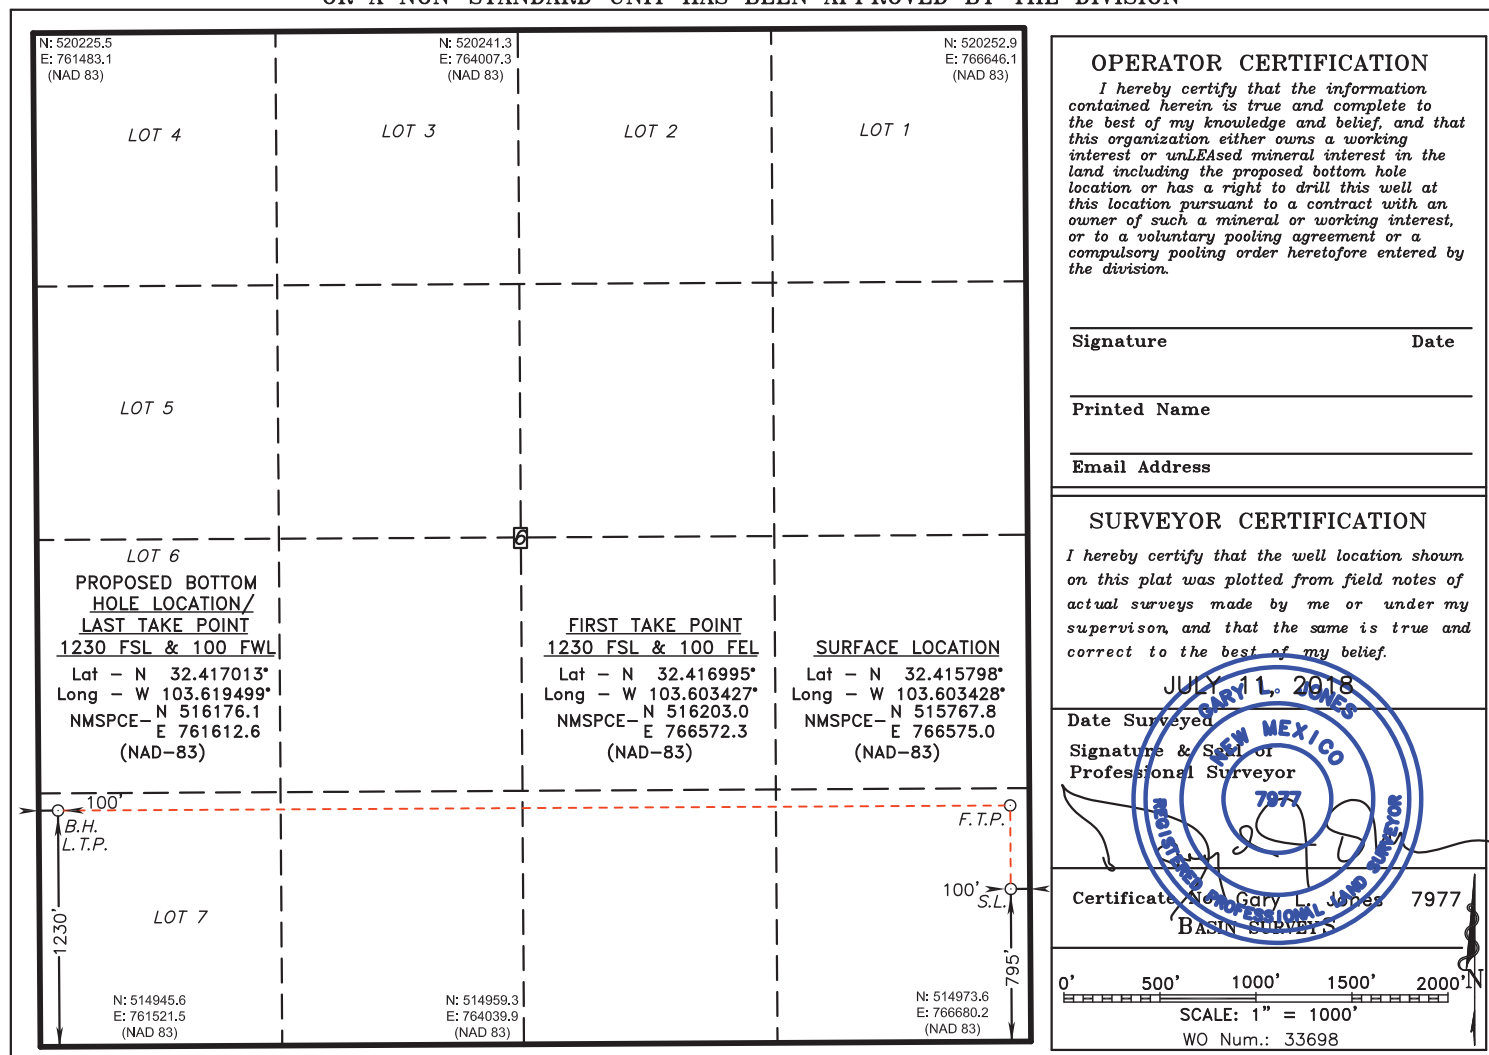 OR A NON-STANDARD UNIT HAS BEEN APPROVED BY THE DIVISION
N: 520225.5
E: 761483.1
(NAD 83)
N: 520241.3
E: 764007.3
(NAD 83)
N: 520252.9
E: 766646.1
(NAD 83)
LOT 4
LOT 3
LOT 2
LOT 1
LOT 5
6
LOT 6
PROPOSED BOTTOM
HOLE LOCATION/
LAST TAKE POINT
1230 FSL & 100 FWL
Lat - N 32.417013°
Long - W 103.619499°
NMSPCE- N 516176.1
E 761612.6
(NAD-83)
FIRST TAKE POINT
1230 FSL & 100 FEL
Lat - N 32.416995°
Long - W 103.603427°
NMSPCE- N 516203.0
E 766572.3
(NAD-83)
SURFACE LOCATION
Lat - N 32.415798°
Long - W 103.603428°
NMSPCE- N 515767.8
E 766575.0
(NAD-83)
100'
B.H.
L.T.P.
F.T.P.
100'
S.L.
1230'
LOT 7
795'
N: 514945.6
E: 761521.5
(NAD 83)
N: 514959.3
E: 764039.9
(NAD 83)
N: 514973.6
E: 766680.2
(NAD 83)
OPERATOR CERTIFICATION
I hereby certify that the information
contained herein is true and complete to
the best of my knowledge and belief, and that
this organization either owns a working
interest or unLEAsed mineral interest in the
land including the proposed bottom hole
location or has a right to drill this well at
this location pursuant to a contract with an
owner of such a mineral or working interest,
or to a voluntary pooling agreement or a
compulsory pooling order heretofore entered by
the division.
Signature Date
Printed Name
Email Address
SURVEYOR CERTIFICATION
I hereby certify that the well location shown
on this plat was plotted from field notes of
actual surveys made by me or under my
supervison, and that the same is true and
correct to the best of my belief.
JULY 11, 2018
Date Surveyed
Signature & Seal of
Professional Surveyor
GARY L. JONES
NEW MEXICO
7977
REGISTERED PROFESSIONAL LAND SURVEYOR
Certificate No. Gary L. Jones 7977
BASIN SURVEYS
0' 500' 1000' 1500' 2000'
N
SCALE: 1" = 1000'
WO Num.: 33698